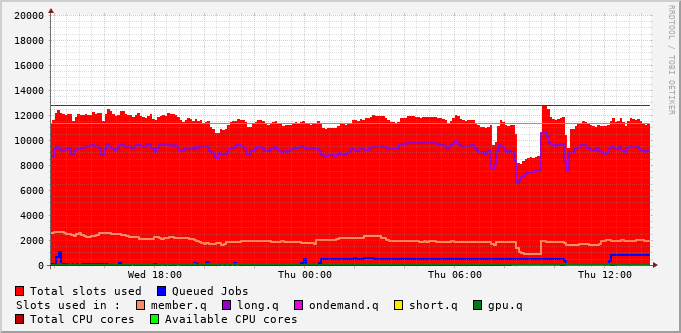 20000
18000
16000
14000
12000
10000
8000
6000
4000
2000
0
Wed 18:00 Thu 00:00 Thu 06:00 Thu 12:00
Total slots used Queued Jobs
Slots used in : member.q long.q ondemand.q short.q gpu.q
Total CPU cores Available CPU cores
RRDTOOL / TOBI OETIKER